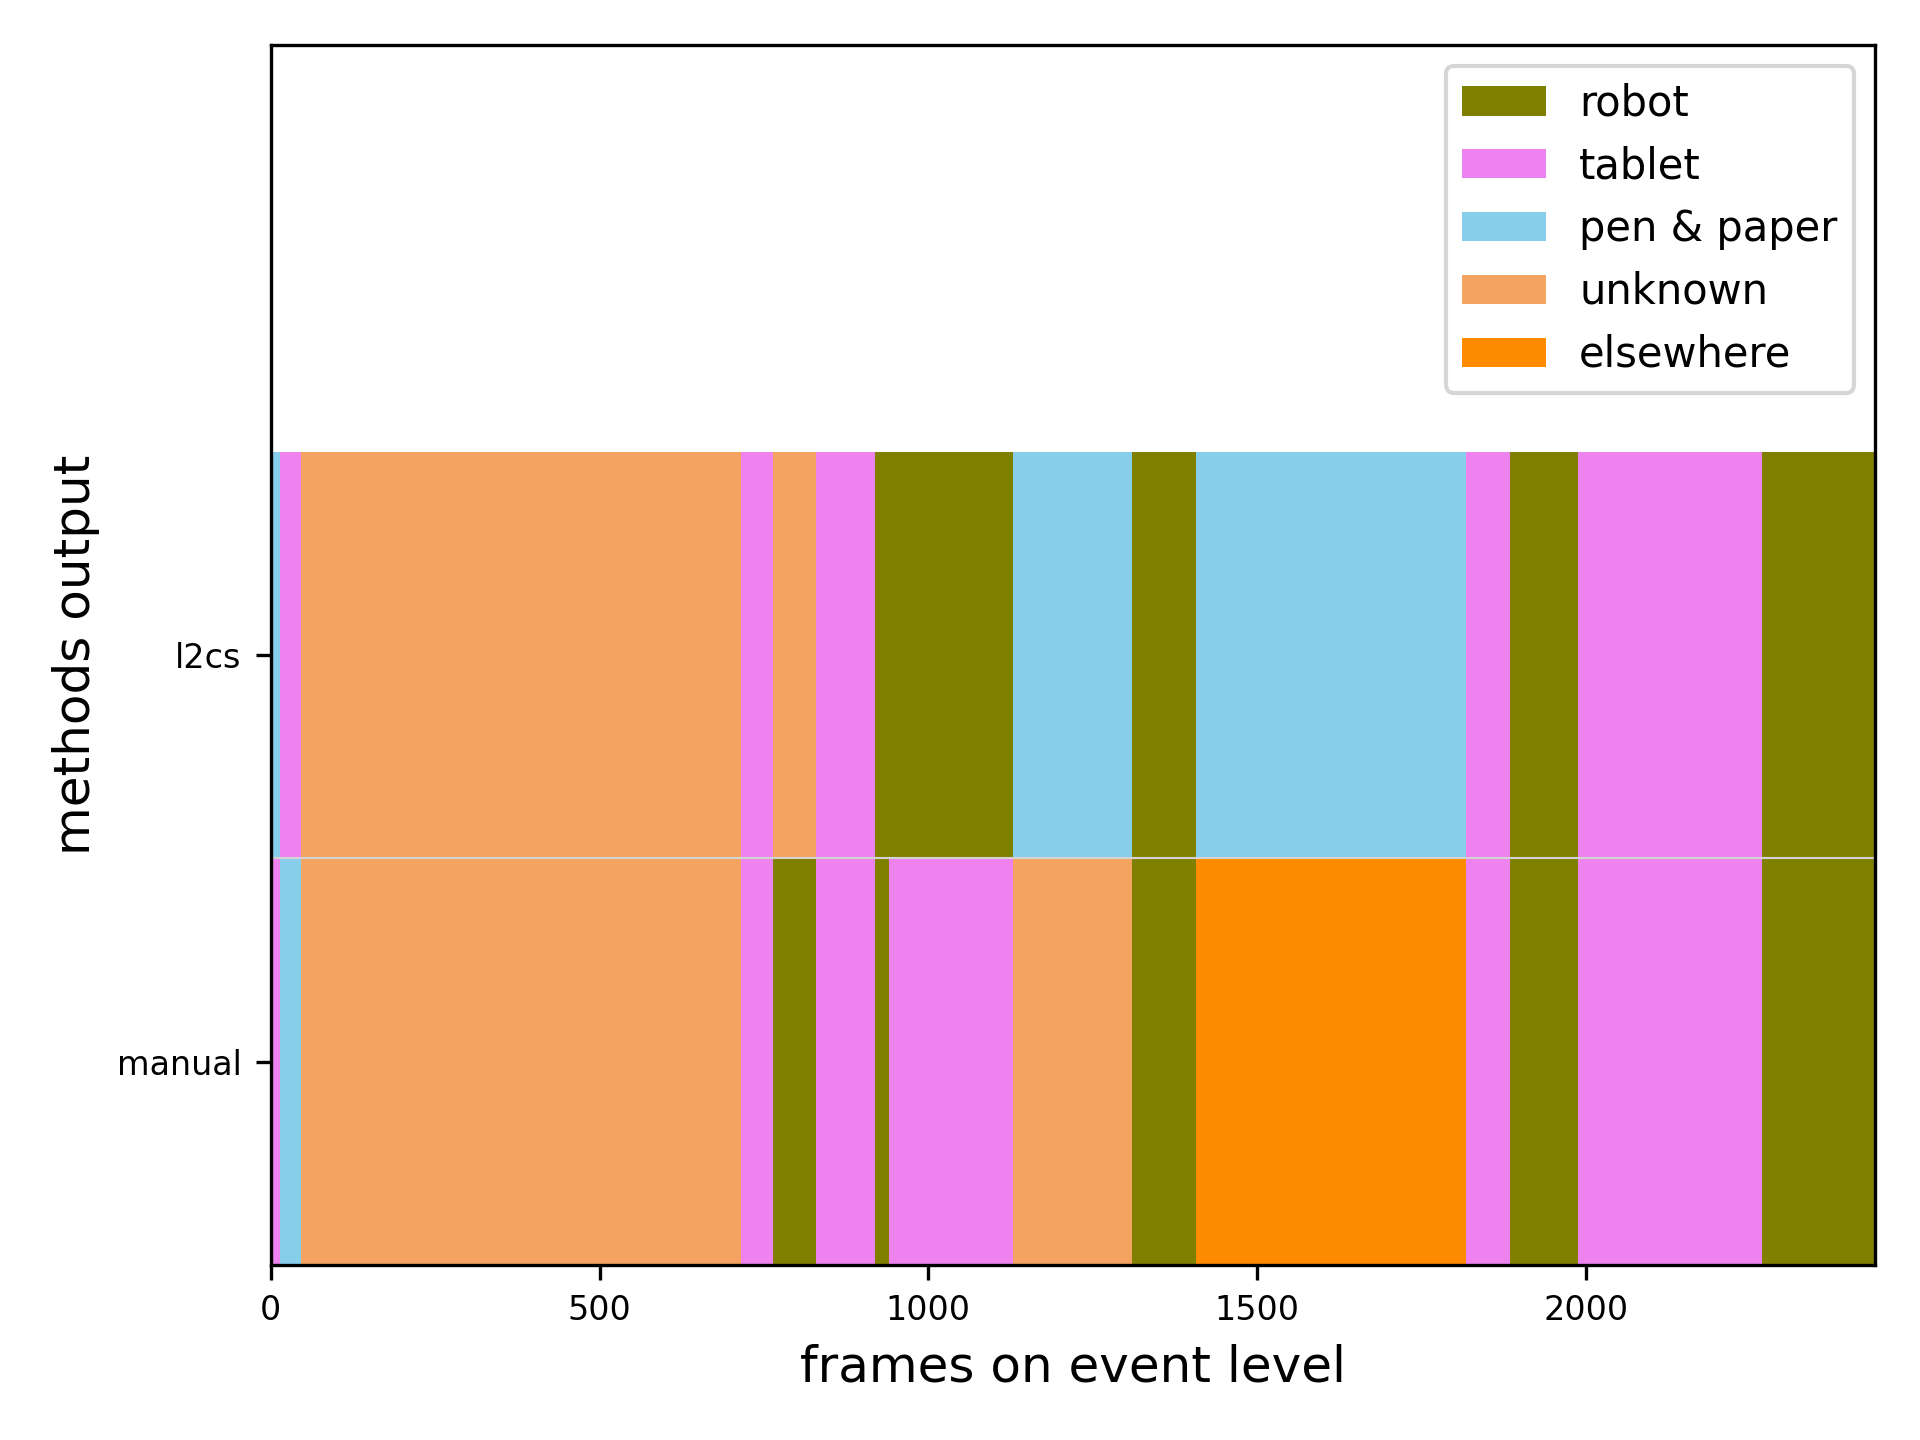 robot
tablet
pen & paper
unknown
elsewhere
methods output
l2cs
manual
0 500 1000 1500 2000
frames on event level